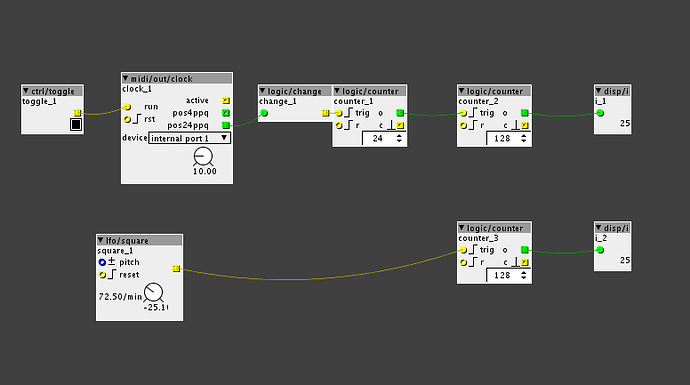 ctrl/toggle
toggle_1
midi/out/clock
clock_1
active
run pos4ppq
rst pos24ppq
device internal port 1
10.00
logic/change
change_1
logic/counter
counter_1
trig o
r c
24
logic/counter
counter_2
trig o
r c
128
disp/i
i_1
25
lfo/square
square_1
± pitch
reset
72.50/min
logic/counter
counter_3
trig o
r c
128
disp/i
i_2
25